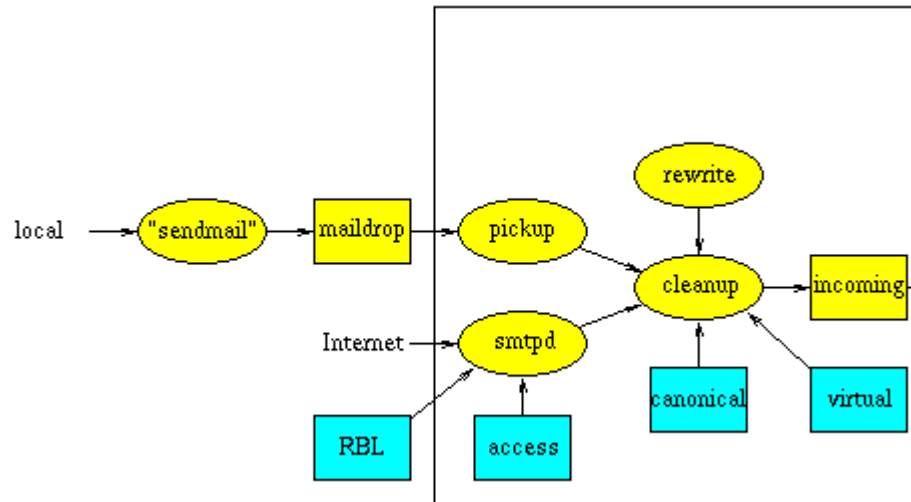 rewrite
local
"sendmail"
maildrop
pickup
cleanup
incoming
Internet
smtpd
canonical
virtual
RBL
access